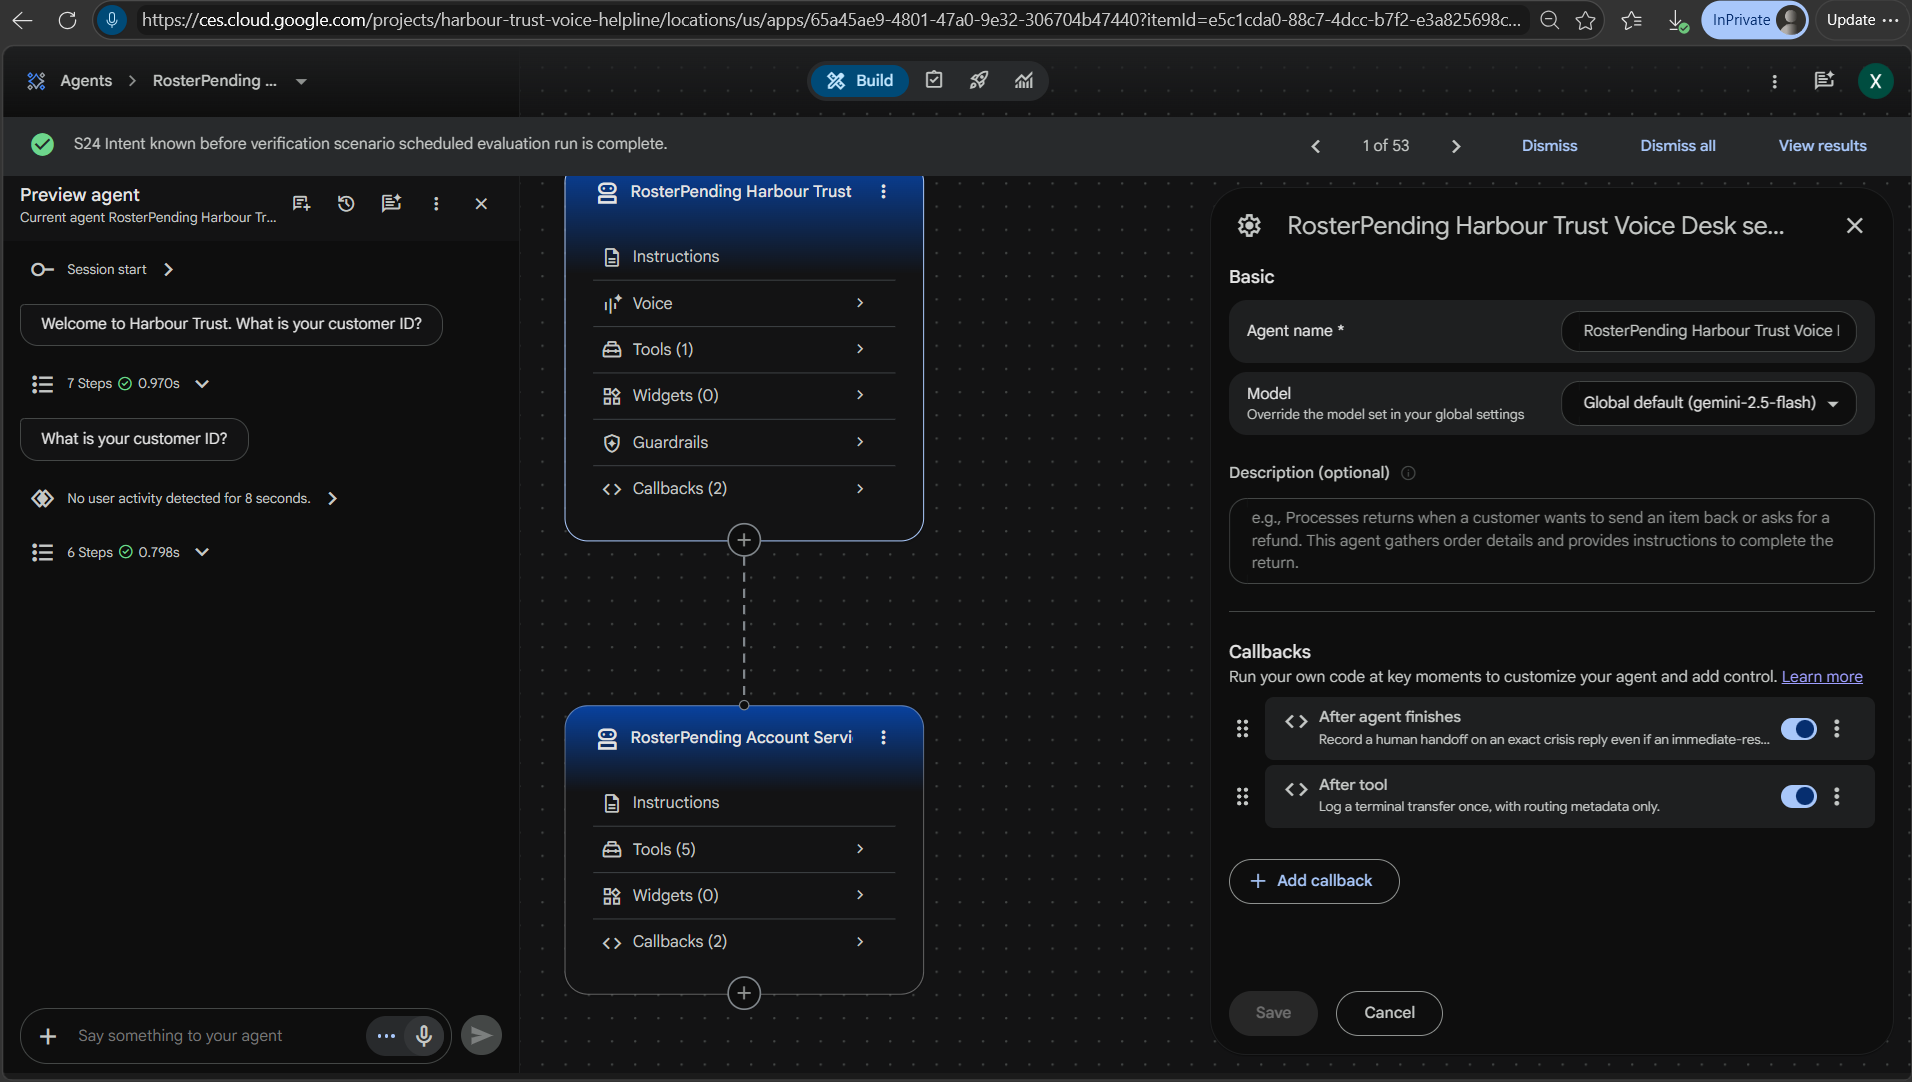 https://ces.cloud.google.com/projects/harbour-trust-voice-helpline/locations/us/apps/65a45ae9-4801-47a0-9e32-306704b47440?itemId=e5c1cda0-88c7-4dcc-b7f2-e3a825698c...
InPrivate
Update
Agents
RosterPending ...
Build
X
S24 Intent known before verification scenario scheduled evaluation run is complete.
1 of 53
Dismiss
Dismiss all
View results
Preview agent
Current agent RosterPending Harbour Tr...
Session start
Welcome to Harbour Trust. What is your customer ID?
7 Steps 0.970s
What is your customer ID?
No user activity detected for 8 seconds.
6 Steps 0.798s
Say something to your agent
RosterPending Harbour Trust
Instructions
Voice
Tools (1)
Widgets (0)
Guardrails
Callbacks (2)
RosterPending Account Servi
Instructions
Tools (5)
Widgets (0)
Callbacks (2)
RosterPending Harbour Trust Voice Desk se...
Basic
Agent name *
RosterPending Harbour Trust Voice
Model
Override the model set in your global settings
Global default (gemini-2.5-flash)
Description (optional)
e.g., Processes returns when a customer wants to send an item back or asks for a
refund. This agent gathers order details and provides instructions to complete the
return.
Callbacks
Run your own code at key moments to customize your agent and add control. Learn more
After agent finishes
Record a human handoff on an exact crisis reply even if an immediate-res...
After tool
Log a terminal transfer once, with routing metadata only.
Add callback
Save
Cancel